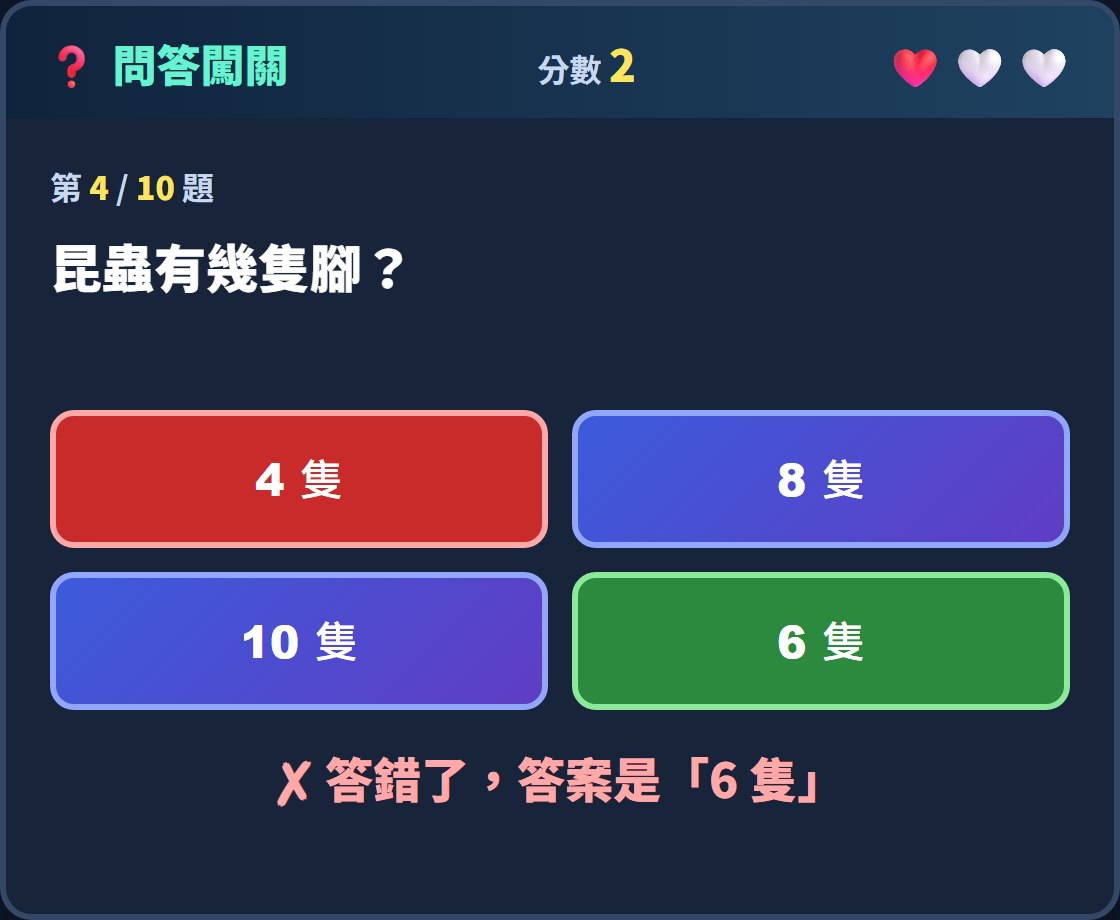 ❓ 問答闖關
分數 2
第 4 / 10 題
昆蟲有幾隻腳？
4 隻
8 隻
10 隻
6 隻
✗ 答錯了，答案是「6 隻」